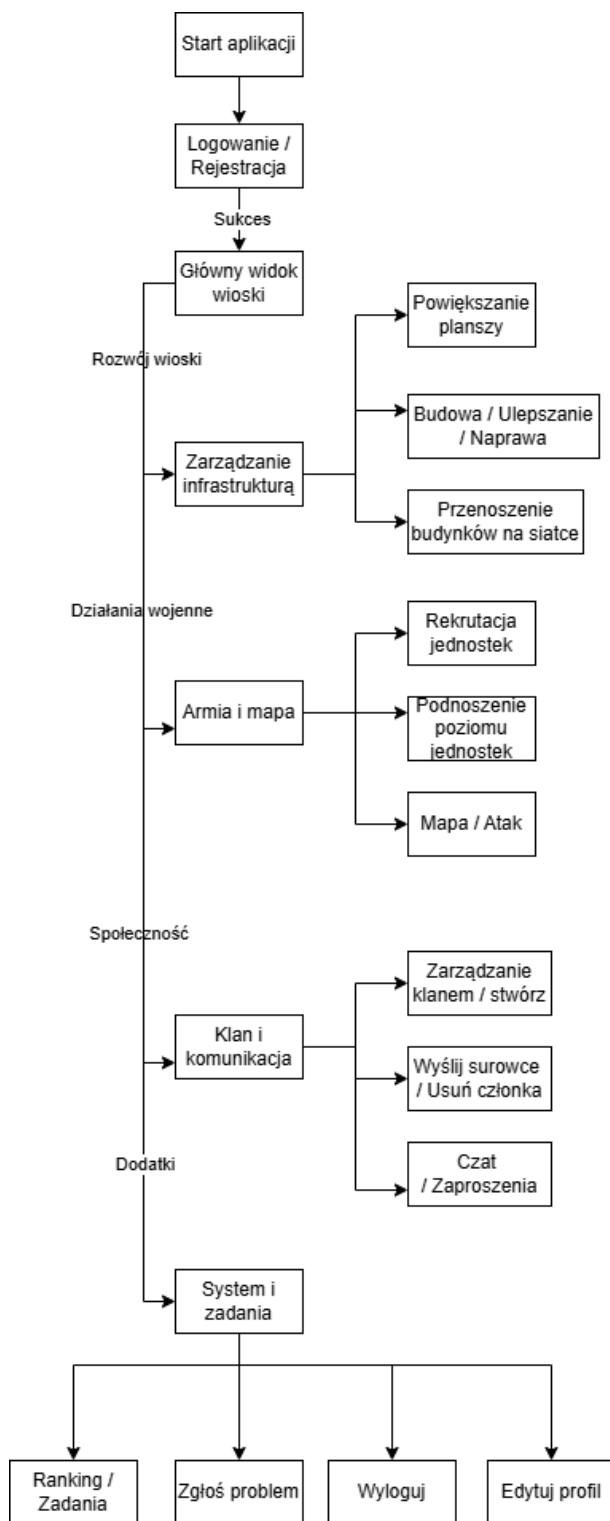 Start aplikacji
Logowanie /
Rejestracja
Sukces
Główny widok
wioski
Rozwój wioski
Powiększanie
planszy
Budowa / Ulepszanie
/ Naprawa
Zarządzanie
infrastrukturą
Przenoszenie
budynków na siatce
Działania wojenne
Rekrutacja
jednostek
Armia i mapa
Podnoszenie
poziomu
jednostek
Mapa / Atak
Społeczność
Zarządzanie
klanem / stwórz
Klan i
komunikacja
Wyślij surowce
/ Usuń członka
Czat
/ Zaproszenia
Dodatki
System i
zadania
Ranking /
Zadania
Zgłoś problem
Wyloguj
Edytuj profil